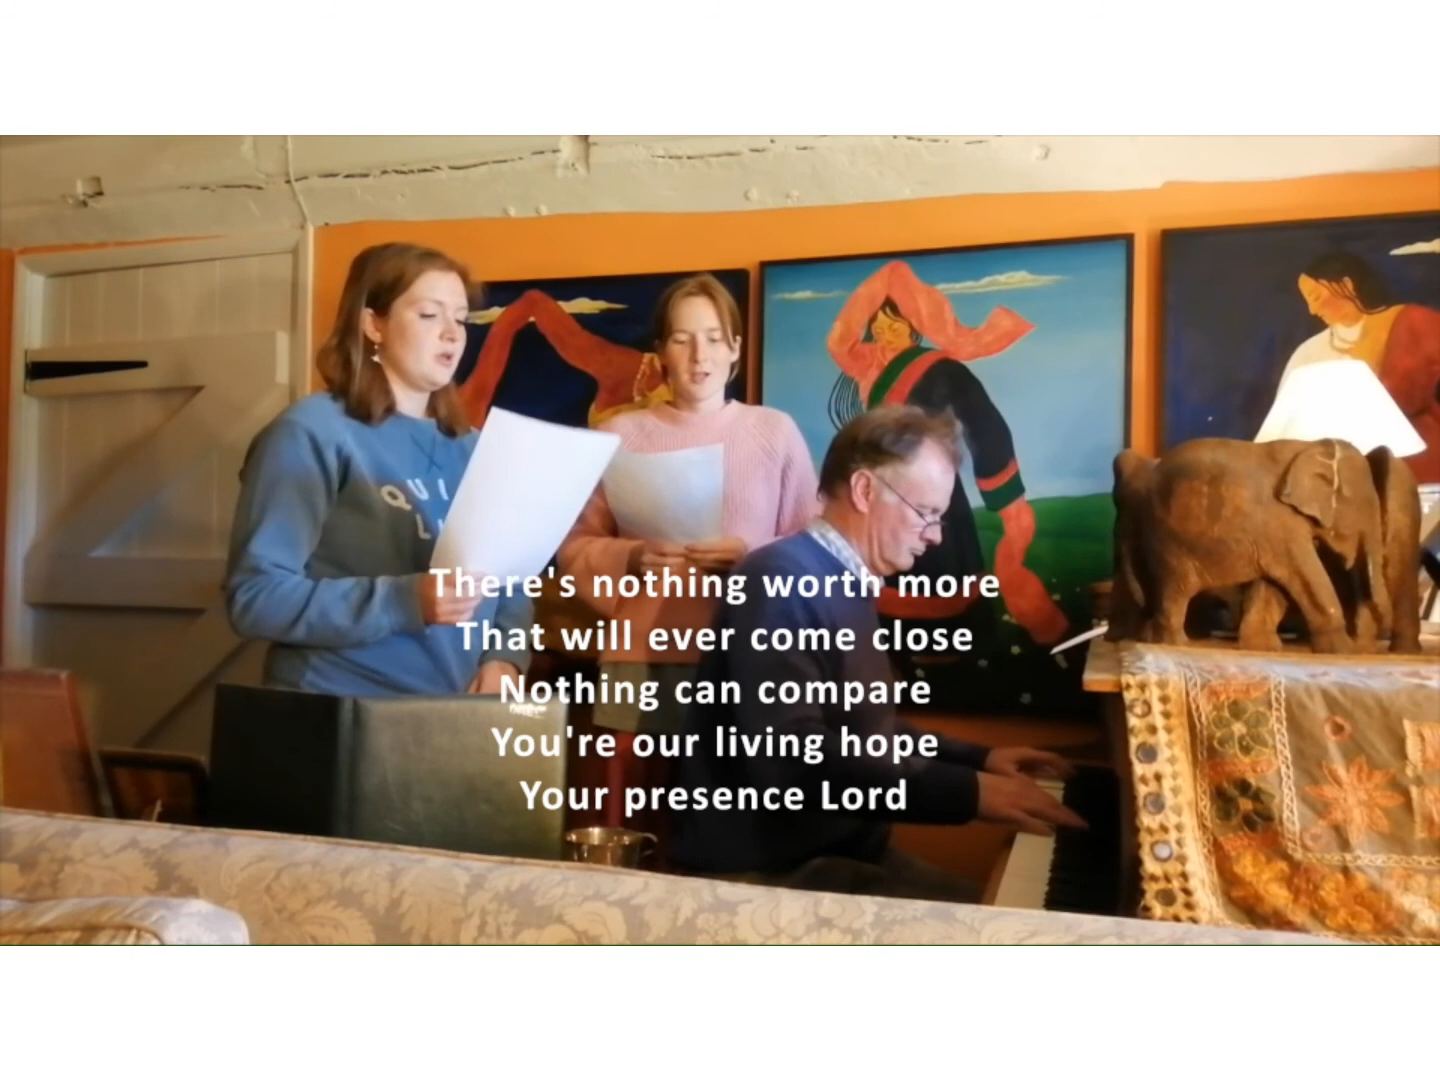 QUI
L
There's nothing worth more
That will ever come close
Nothing can compare
You're our living hope
Your presence Lord